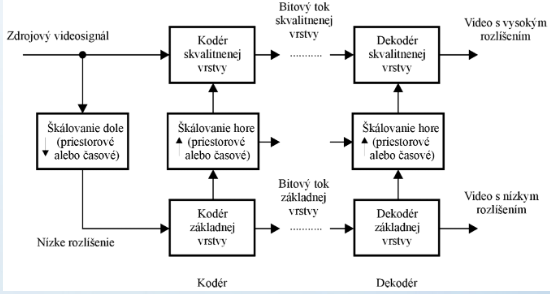 Zdrojový videosignál
Kodér
skvalitnenej
vrstvy
Bitový tok
skvalitnenej
vrstvy
Dekodér
skvalitnenej
vrstvy
Video s vysokým
rozlíšením
Škálovanie dole
(priestorové
alebo časové)
Škálovanie hore
(priestorové
alebo časové)
Škálovanie hore
(priestorové
alebo časové)
Nízke rozlíšenie
Kodér
základnej
vrstvy
Bitový tok
základnej
vrstvy
Dekodér
základnej
vrstvy
Video s nízkym
rozlíšením
Kodér
Dekodér